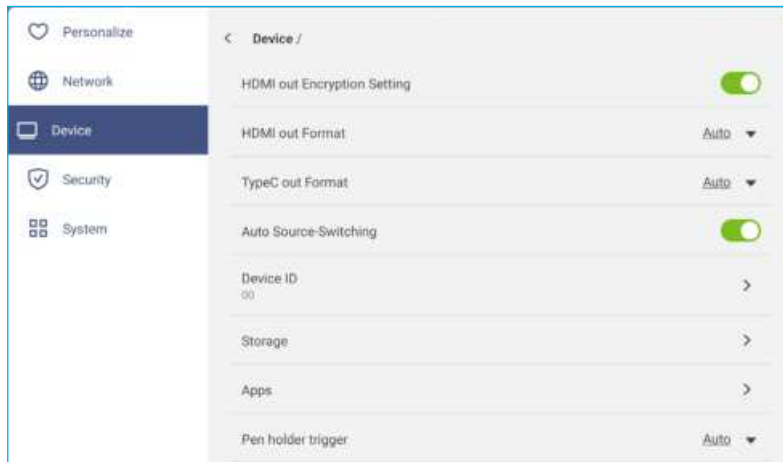 Personalize
Network
Device
Security
System
Device /
HDMI out Encryption Setting
HDMI out Format Auto
TypeC out Format Auto
Auto Source-Switching
Device ID
00
Storage
Apps
Pen holder trigger Auto